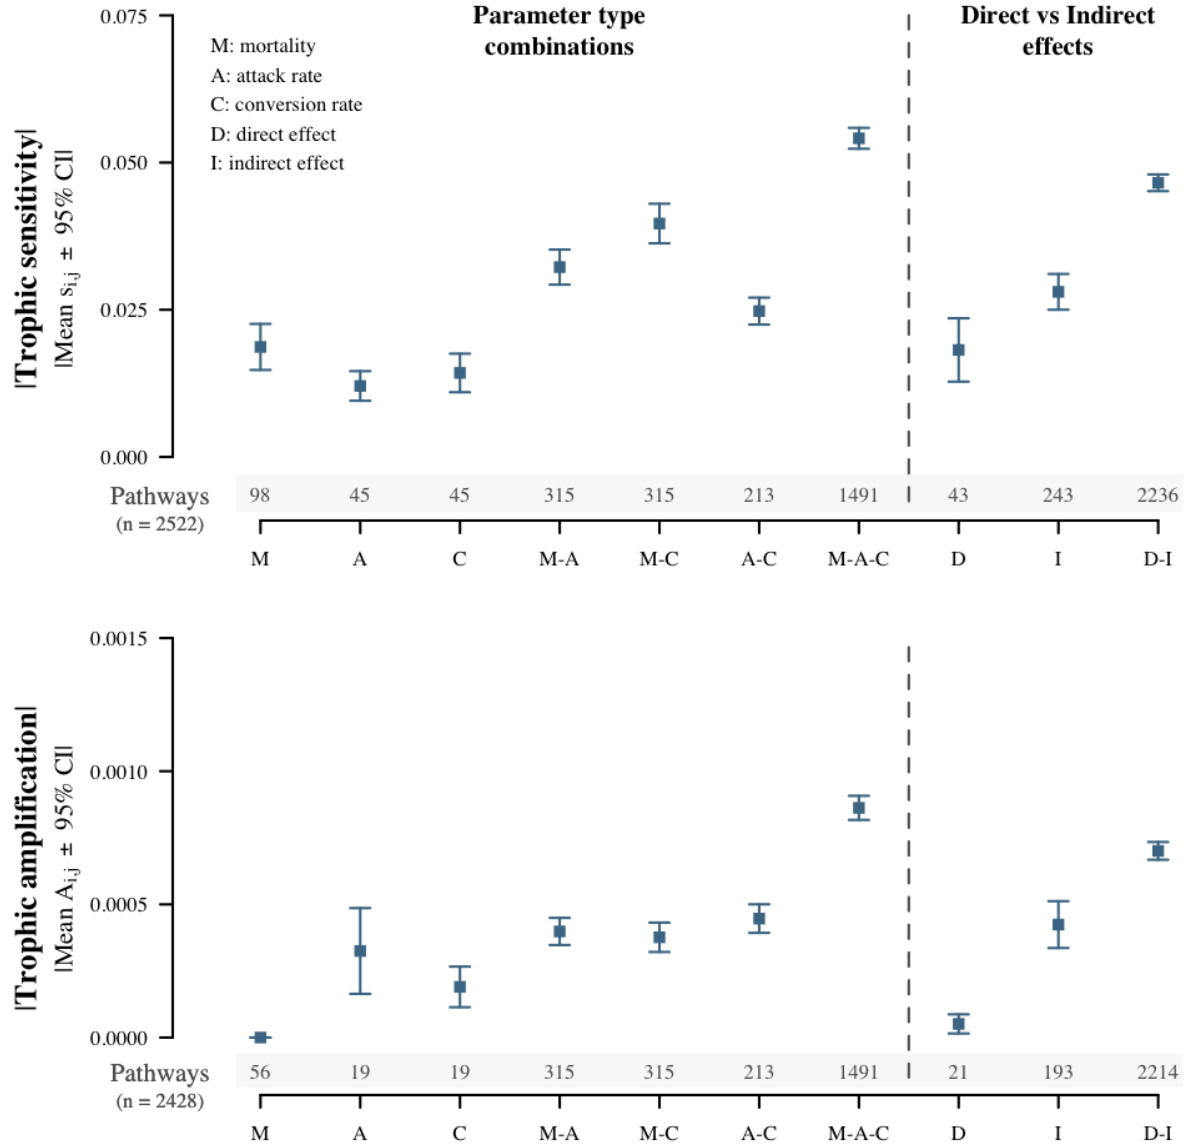 Parameter type
combinations
Direct vs Indirect
effects
M: mortality
A: attack rate
C: conversion rate
D: direct effect
I: indirect effect
|Trophic sensitivity|
|Mean si,j ± 95% CI|
0.075
0.050
0.025
0.000
Pathways 98 45 45 315 315 213 1491 43 243 2236
(n = 2522)
M A C M-A M-C A-C M-A-C D I D-I
|Trophic amplification|
|Mean Ai,j ± 95% CI|
0.0015
0.0010
0.0005
0.0000
Pathways 56 19 19 315 315 213 1491 21 193 2214
(n = 2428)
M A C M-A M-C A-C M-A-C D I D-I